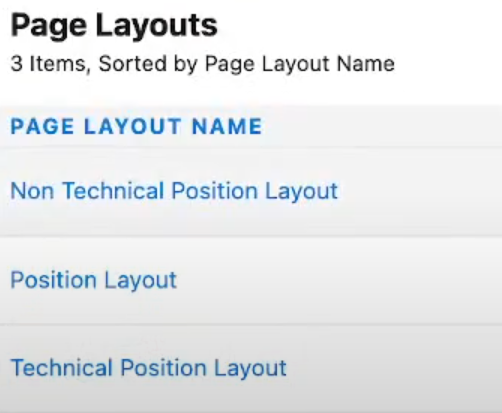 Page Layouts
3 Items, Sorted by Page Layout Name
PAGE LAYOUT NAME
Non Technical Position Layout
Position Layout
Technical Position Layout